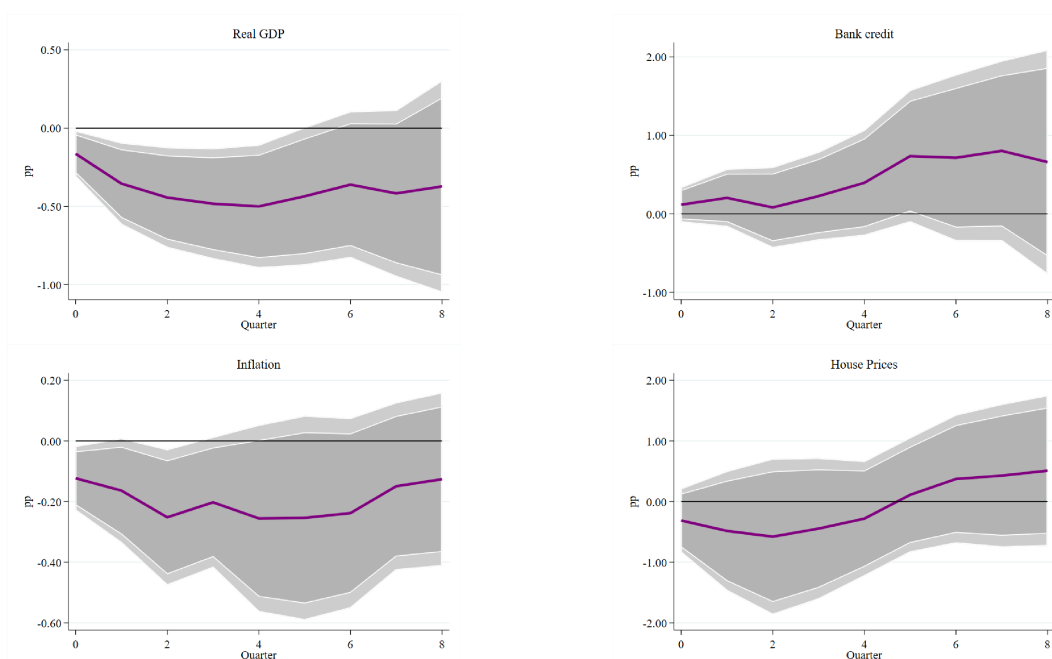 Real GDP
0.50
0.00
-0.50
-1.00
pp
0 2 4 6 8
Quarter
Bank credit
2.00
1.00
0.00
-1.00
pp
0 2 4 6 8
Quarter
Inflation
0.20
0.00
-0.20
-0.40
-0.60
pp
0 2 4 6 8
Quarter
House Prices
2.00
1.00
0.00
-1.00
-2.00
pp
0 2 4 6 8
Quarter